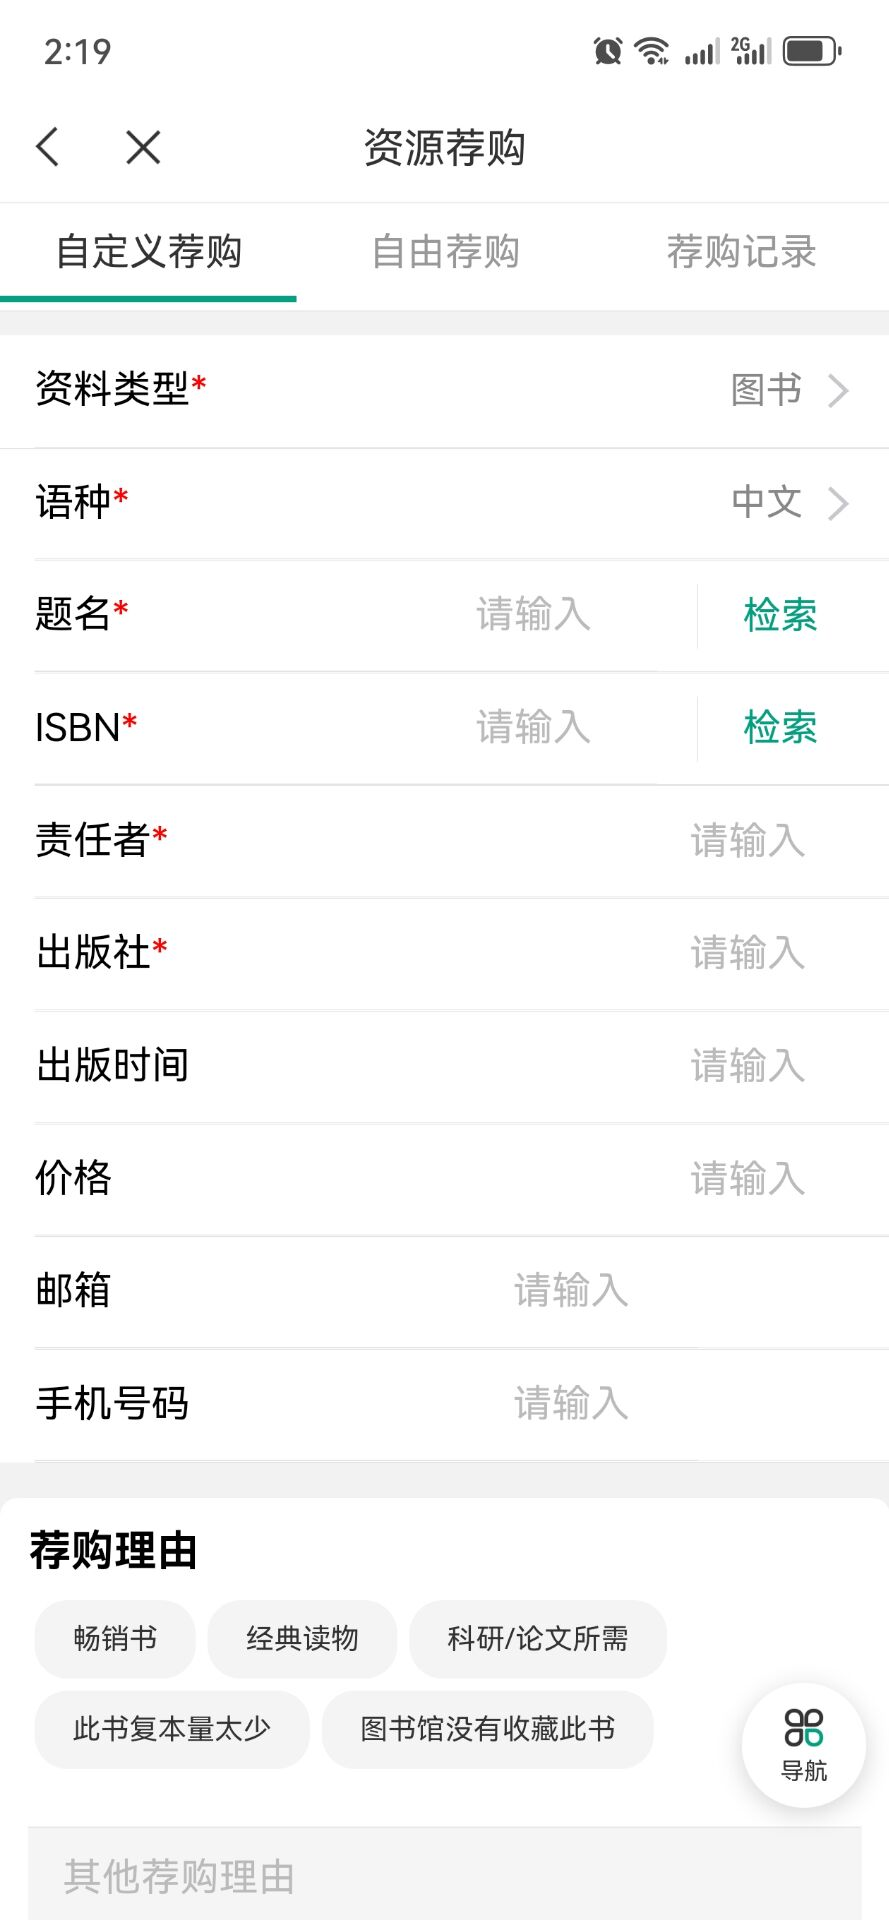 2:19 2G
资源荐购
自定义荐购 自由荐购 荐购记录
资料类型* 图书
语种* 中文
题名* 请输入 检索
ISBN* 请输入 检索
责任者* 请输入
出版社* 请输入
出版时间 请输入
价格 请输入
邮箱 请输入
手机号码 请输入
荐购理由
畅销书 经典读物 科研/论文所需
此书复本量太少 图书馆没有收藏此书
导航
其他荐购理由